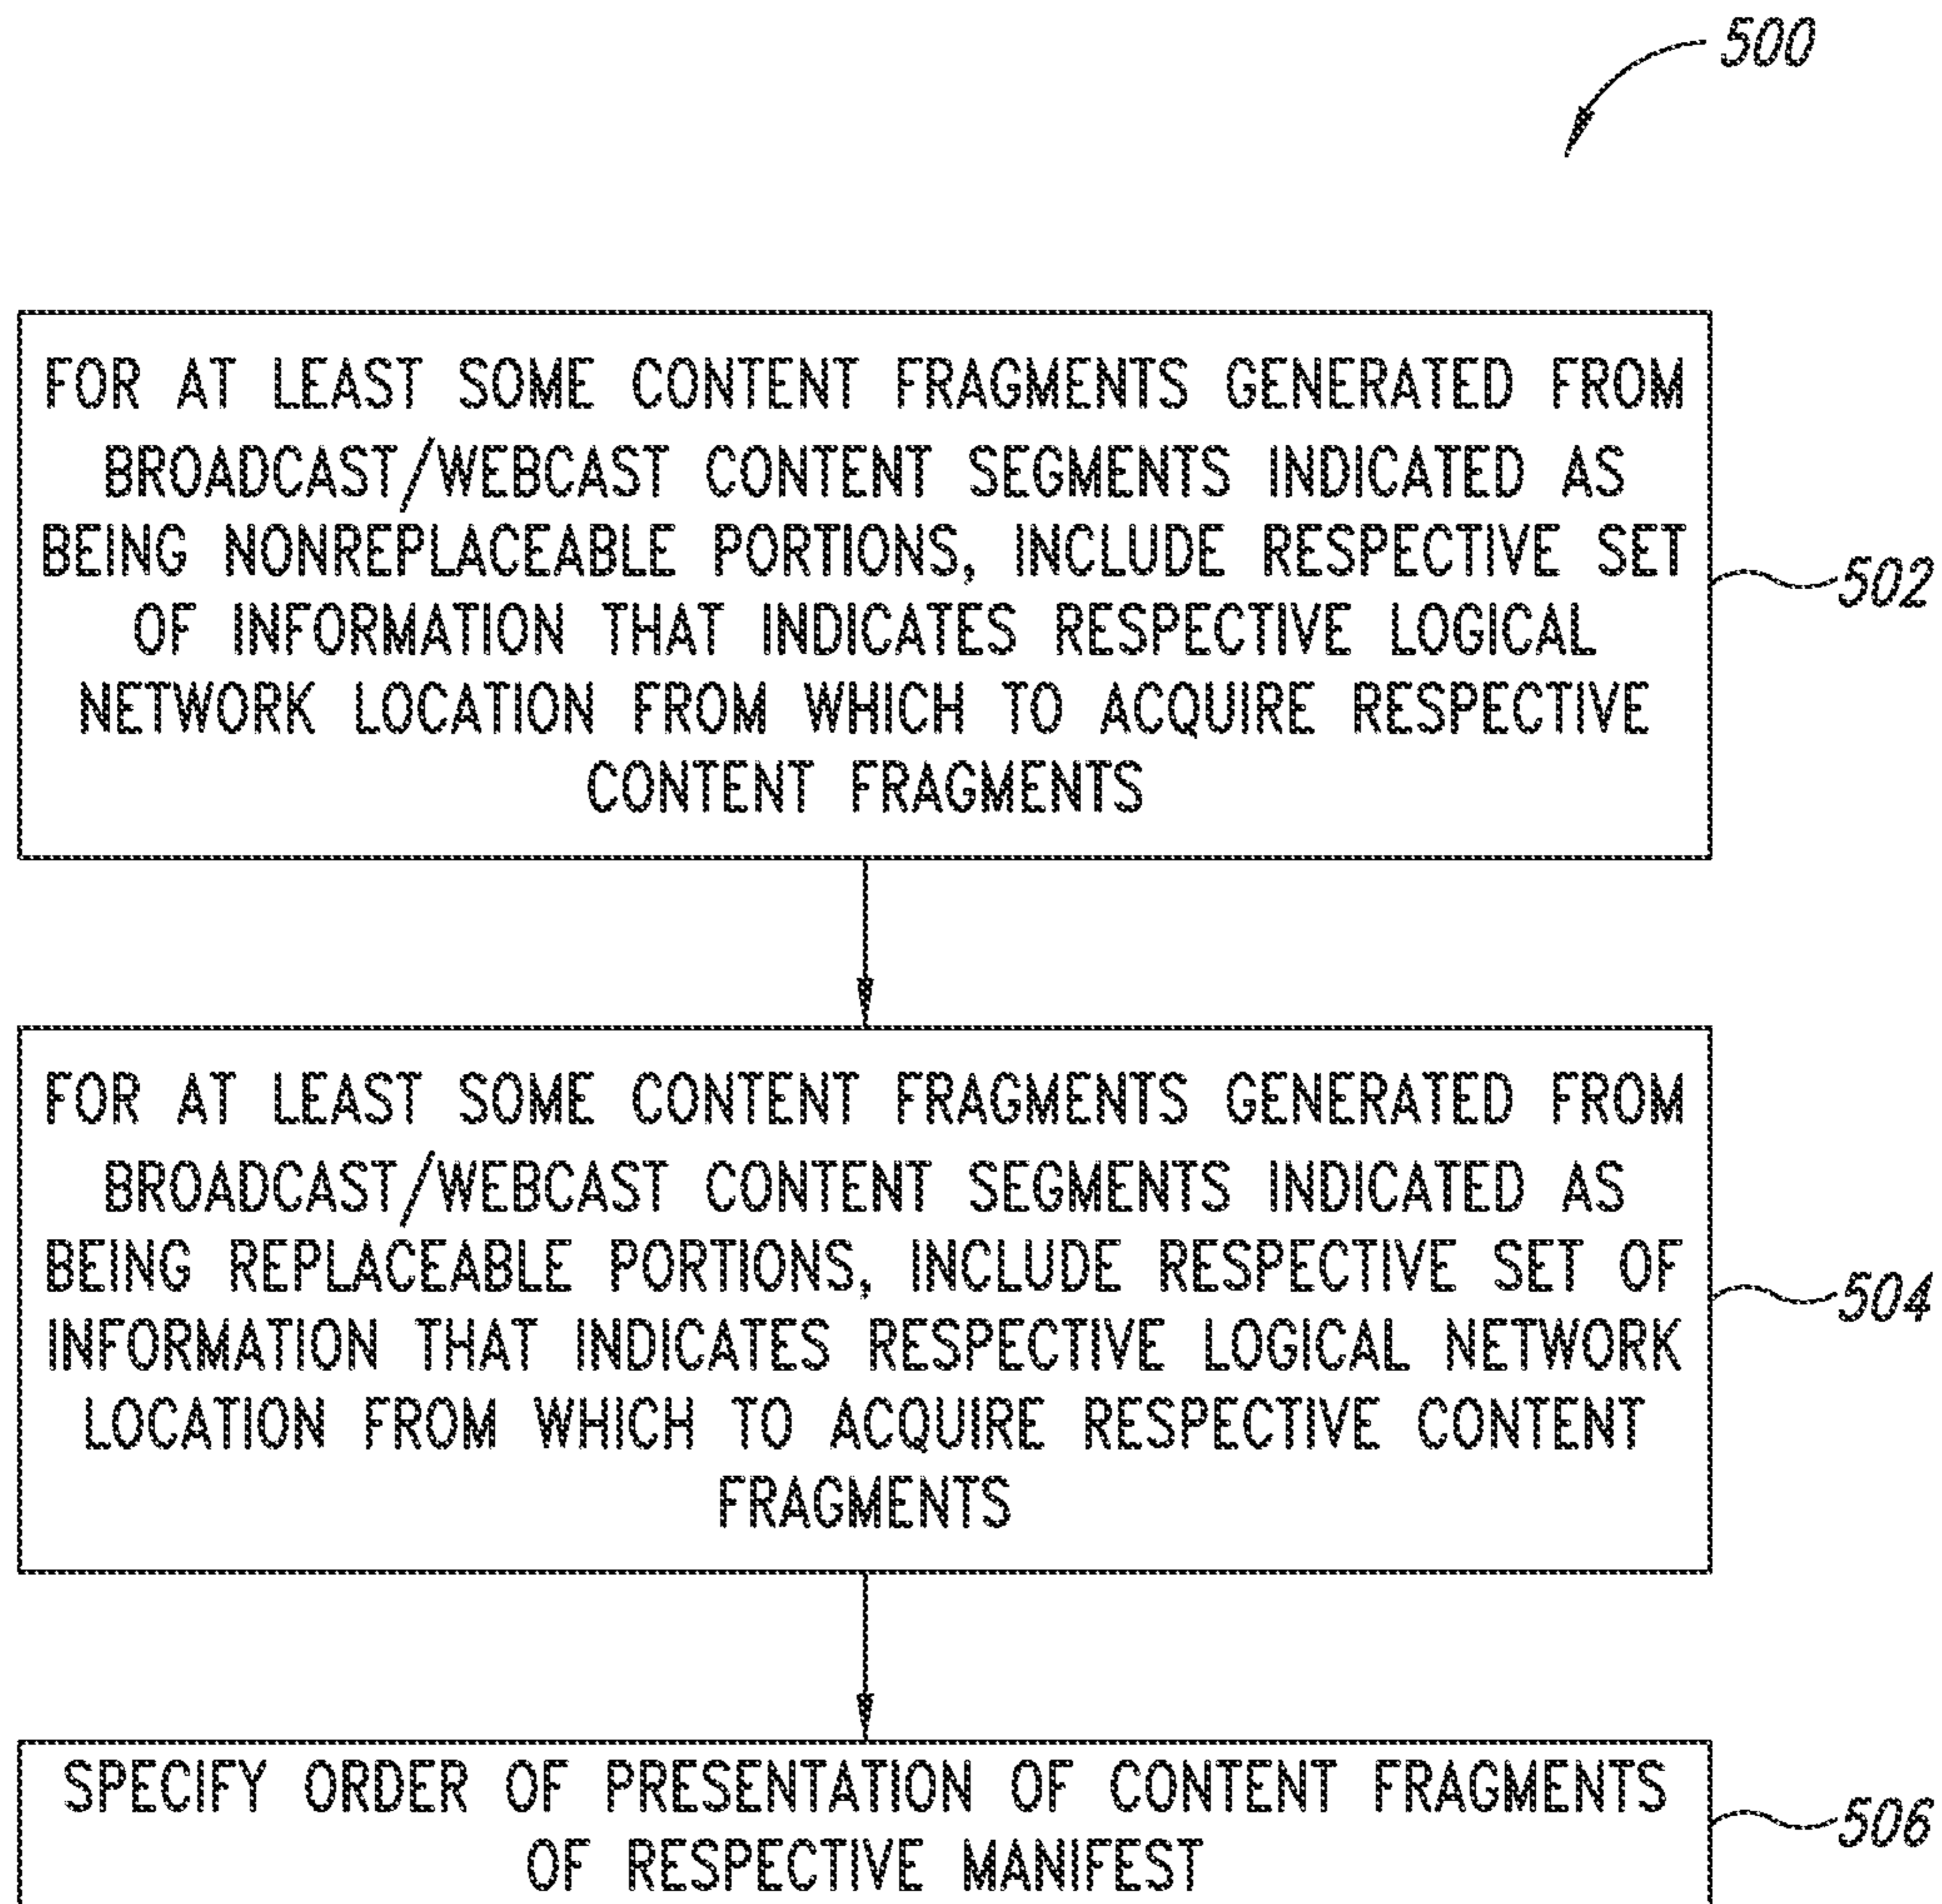 500
FOR AT LEAST SOME CONTENT FRAGMENTS GENERATED FROM
BROADCAST/WEBCAST CONTENT SEGMENTS INDICATED AS
BEING NONREPLACEABLE PORTIONS, INCLUDE RESPECTIVE SET
OF INFORMATION THAT INDICATES RESPECTIVE LOGICAL
NETWORK LOCATION FROM WHICH TO ACQUIRE RESPECTIVE
CONTENT FRAGMENTS
502
FOR AT LEAST SOME CONTENT FRAGMENTS GENERATED FROM
BROADCAST/WEBCAST CONTENT SEGMENTS INDICATED AS
BEING REPLACEABLE PORTIONS, INCLUDE RESPECTIVE SET OF
INFORMATION THAT INDICATES RESPECTIVE LOGICAL NETWORK
LOCATION FROM WHICH TO ACQUIRE RESPECTIVE CONTENT
FRAGMENTS
504
SPECIFY ORDER OF PRESENTATION OF CONTENT FRAGMENTS
OF RESPECTIVE MANIFEST
506